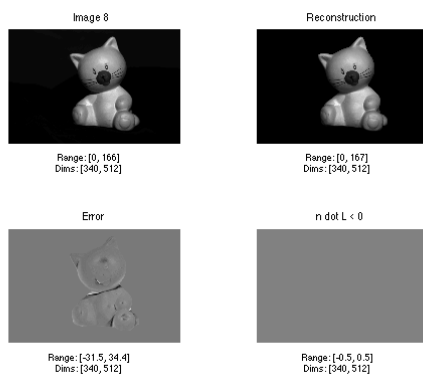 Image 8
Reconstruction
Range: [0, 166]
Dims: [340, 512]
Range: [0, 167]
Dims: [340, 512]
Error
n dot L < 0
Range: [-31.5, 34.4]
Dims: [340, 512]
Range: [-0.5, 0.5]
Dims: [340, 512]